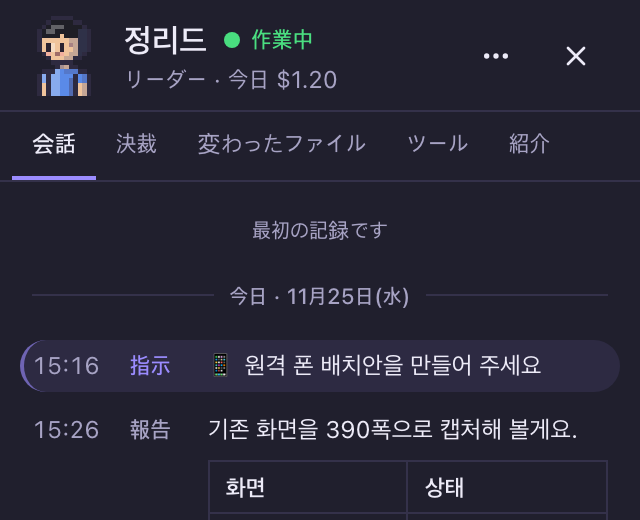 정리드 作業中
リーダー · 今日 $1.20
会話 決裁 変わったファイル ツール 紹介
最初の記録です
今日 · 11月25日(水)
15:16 指示 📱 원격 폰 배치안을 만들어 주세요
15:26 報告 기존 화면을 390폭으로 캡처해 볼게요.
화면 상태